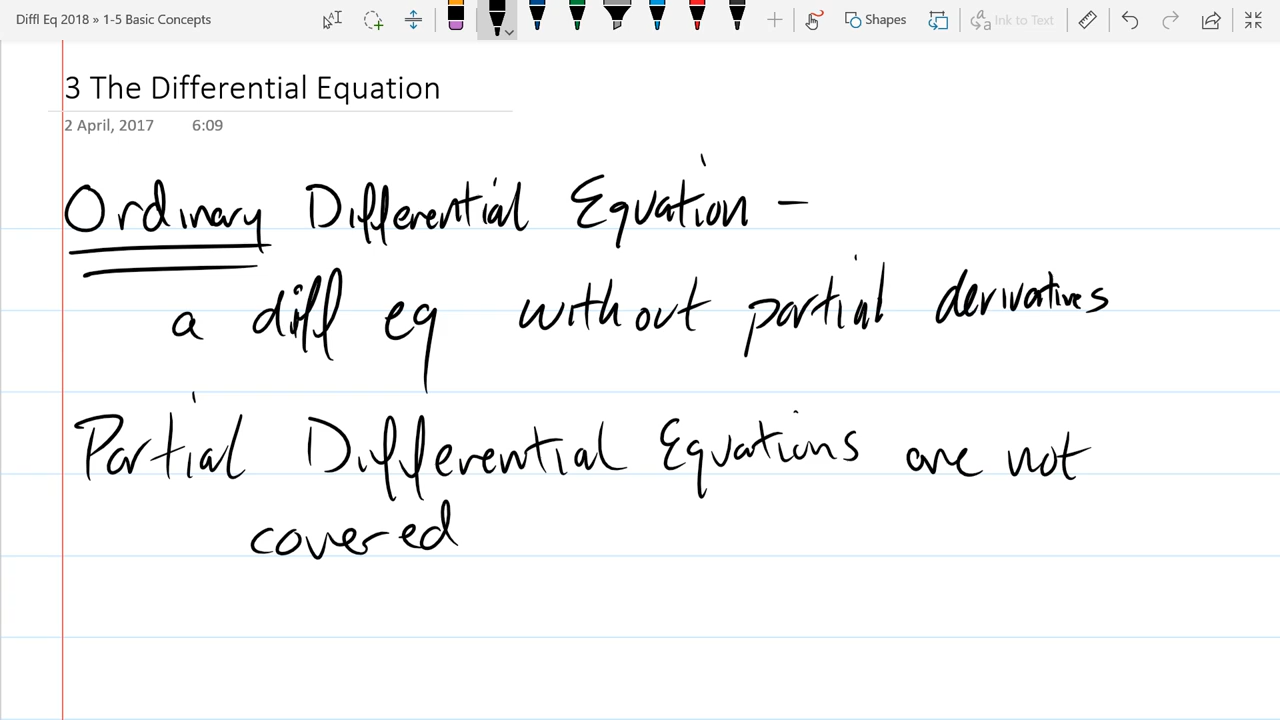 Diffl Eq 2018 » 1-5 Basic Concepts
Shapes
Ink to Text
3 The Differential Equation
2 April, 2017 6:09
Ordinary Differential Equation -
a diff eq without partial derivatives
Partial Differential Equations are not
covered